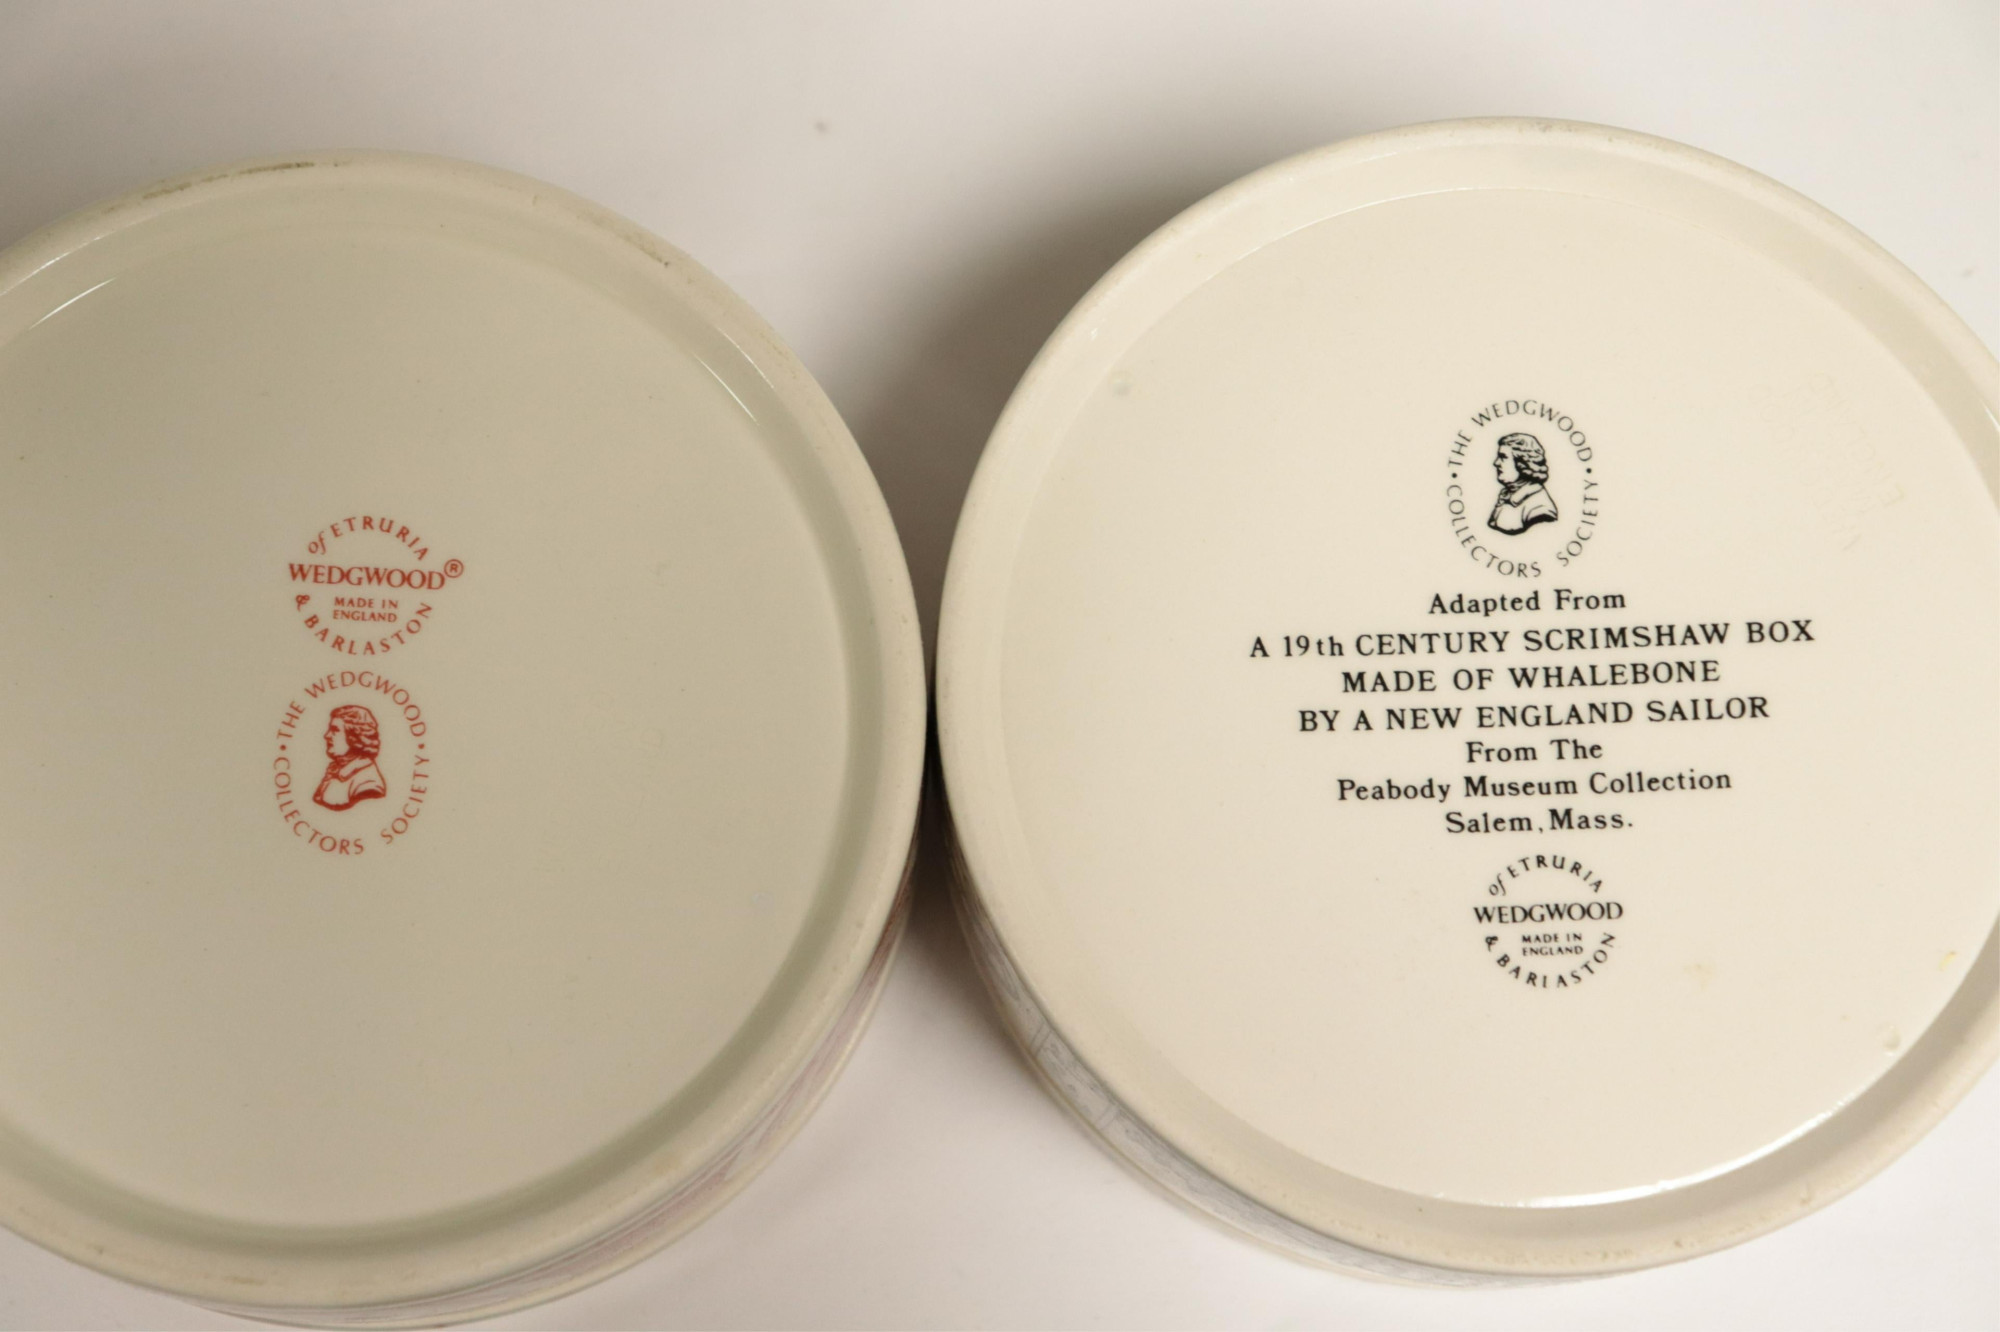 of ETRURIA
WEDGWOOD®
MADE IN
ENGLAND
& BARLASTON
• THE WEDGWOOD •
COLLECTORS SOCIETY
• THE WEDGWOOD •
COLLECTORS SOCIETY
Adapted From
A 19th CENTURY SCRIMSHAW BOX
MADE OF WHALEBONE
BY A NEW ENGLAND SAILOR
From The
Peabody Museum Collection
Salem, Mass.
of ETRURIA
WEDGWOOD
MADE IN
ENGLAND
& BARLASTON